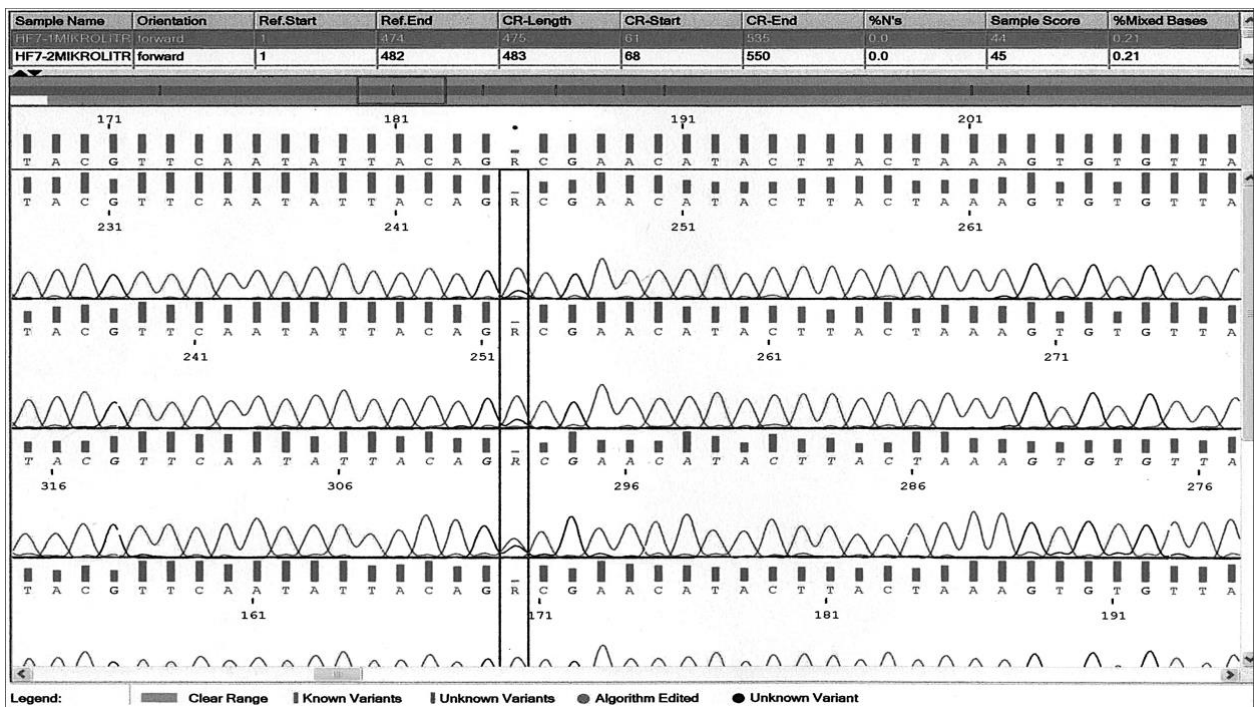 Sample Name Orientation Ref.Start Ref.End CR-Length CR-Start CR-End %N's Sample Score %Mixed Bases
HF7-1MIKROLITR forward 1 474 475 61 535 0.0 44 0.21
HF7-2MIKROLITR forward 1 482 483 68 550 0.0 45 0.21
171 181 191 201
T A C G T T C A A T A T T A C A G R C G A A C A T A C T T A C T A A A G T G T G T T A
T A C G T T C A A T A T T A C A G R C G A A C A T A C T T A C T A A A G T G T G T T A
231 241 251 261
T A C G T T C A A T A T T A C A G R C G A A C A T A C T T A C T A A A G T G T G T T A
241 251 261 271
T A C G T T C A A T A T T A C A G R C G A A C A T A C T T A C T A A A G T G T G T T A
316 306 296 286 276
T A C G T T C A A T A T T A C A G R C G A A C A T A C T T A C T A A A G T G T G T T A
161 171 181 191
Legend: Clear Range Known Variants Unknown Variants Algorithm Edited Unknown Variant